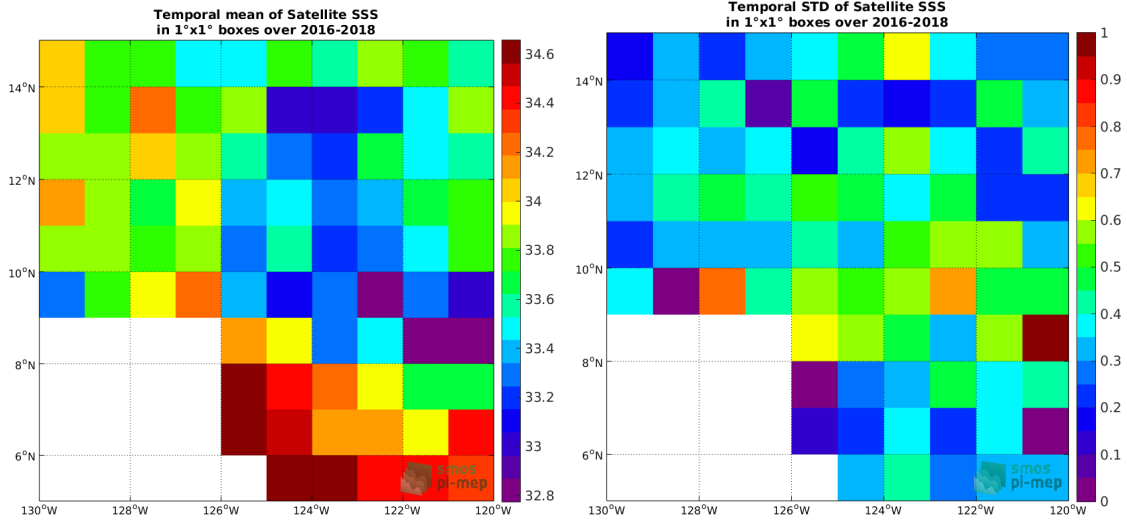 Temporal mean of Satellite SSS
in 1°x1° boxes over 2016-2018
14°N
12°N
10°N
8°N
6°N
130°W
128°W
126°W
124°W
122°W
120°W
34.6
34.4
34.2
34
33.8
33.6
33.4
33.2
33
32.8
smos
pi-mep
Temporal STD of Satellite SSS
in 1°x1° boxes over 2016-2018
14°N
12°N
10°N
8°N
6°N
130°W
128°W
126°W
124°W
122°W
120°W
1
0.9
0.8
0.7
0.6
0.5
0.4
0.3
0.2
0.1
0
smos
pi-mep